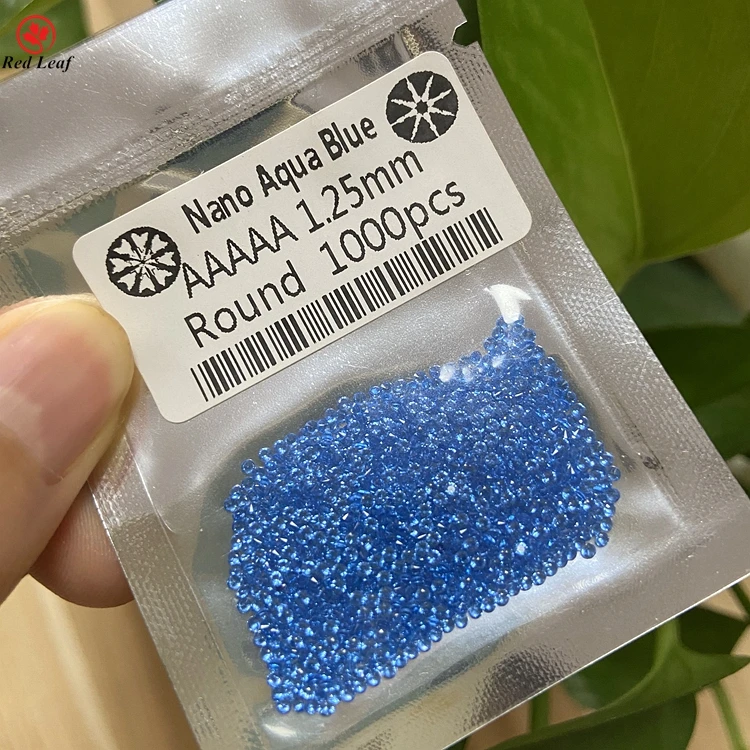 Red Leaf
Nano Aqua Blue
AAAAA 1.25mm
Round 1000pcs